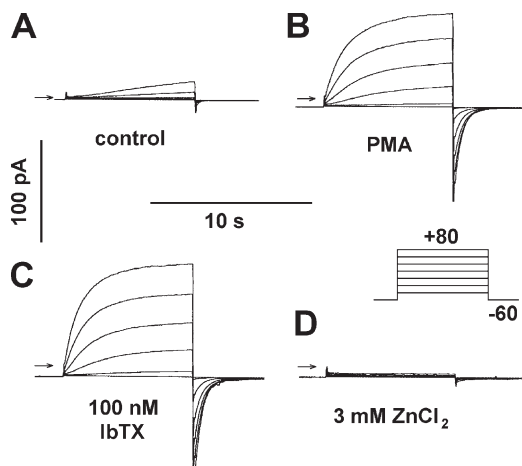 A
control
B
PMA
100 pA
10 s
+80
-60
C
100 nM
IbTX
D
3 mM ZnCl₂